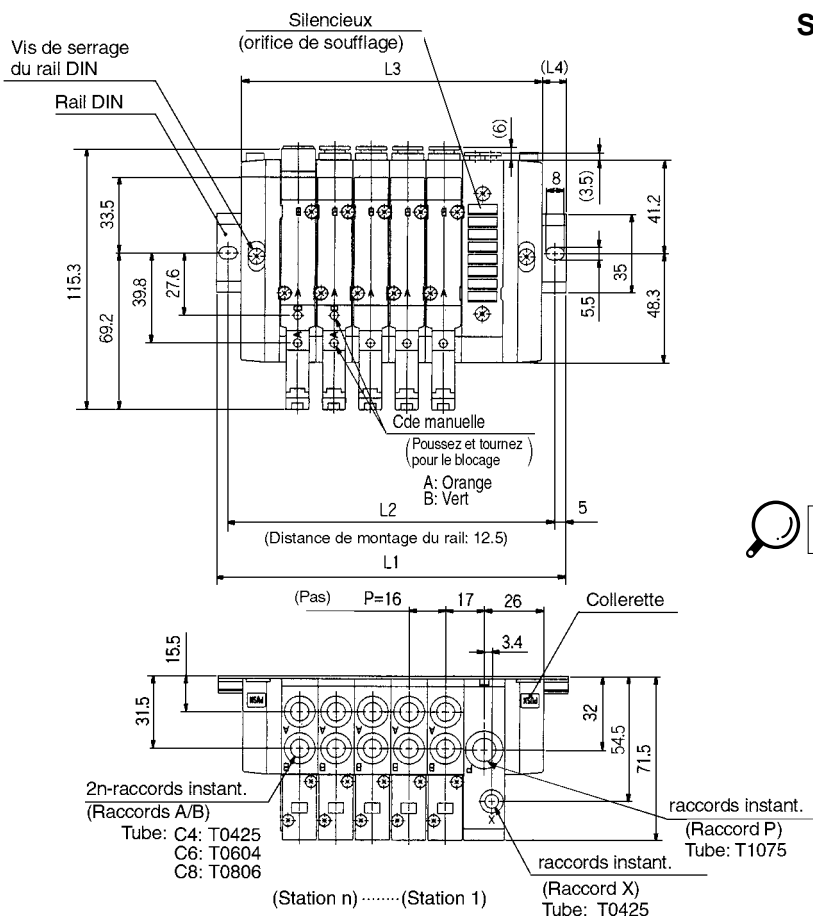 S
Silencieux
(orifice de soufflage)
Vis de serrage
du rail DIN
Rail DIN
L3
(L4)
(6)
(3.5)
8
41.2
35
5.5
48.3
115.3
33.5
69.2
39.8
27.6
B B B B B
A A A A A
B B
A A
Cde manuelle
(Poussez et tournez
pour le blocage)
A: Orange
B: Vert
L2
5
(Distance de montage du rail: 12.5)
L1
(Pas)
P=16
17
26
Collerette
3.4
15.5
31.5
32
54.5
71.5
PUSH
PUSH
A A A A A
B B B B B
P
X
2n-raccords instant.
(Raccords A/B)
Tube: C4: T0425
C6: T0604
C8: T0806
raccords instant.
(Raccord P)
Tube: T1075
raccords instant.
(Raccord X)
Tube: T0425
(Station n) ········(Station 1)